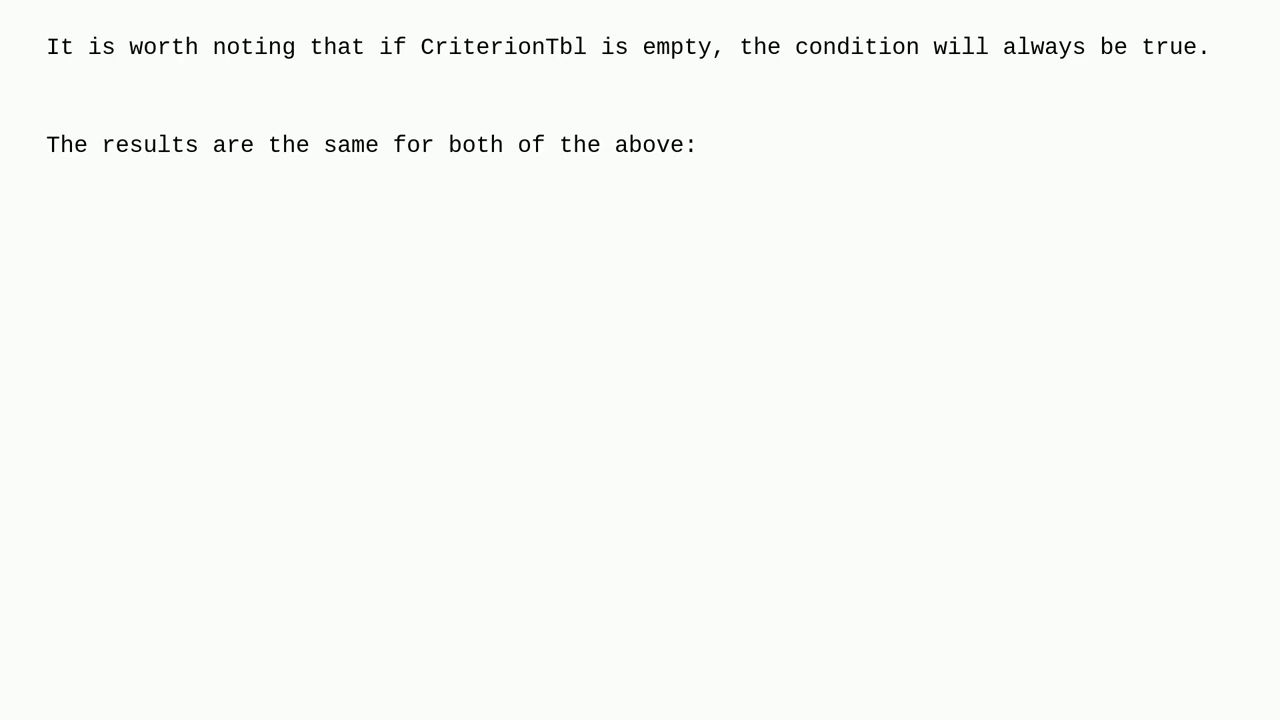 It is worth noting that if CriterionTbl is empty, the condition will always be true.
The results are the same for both of the above: